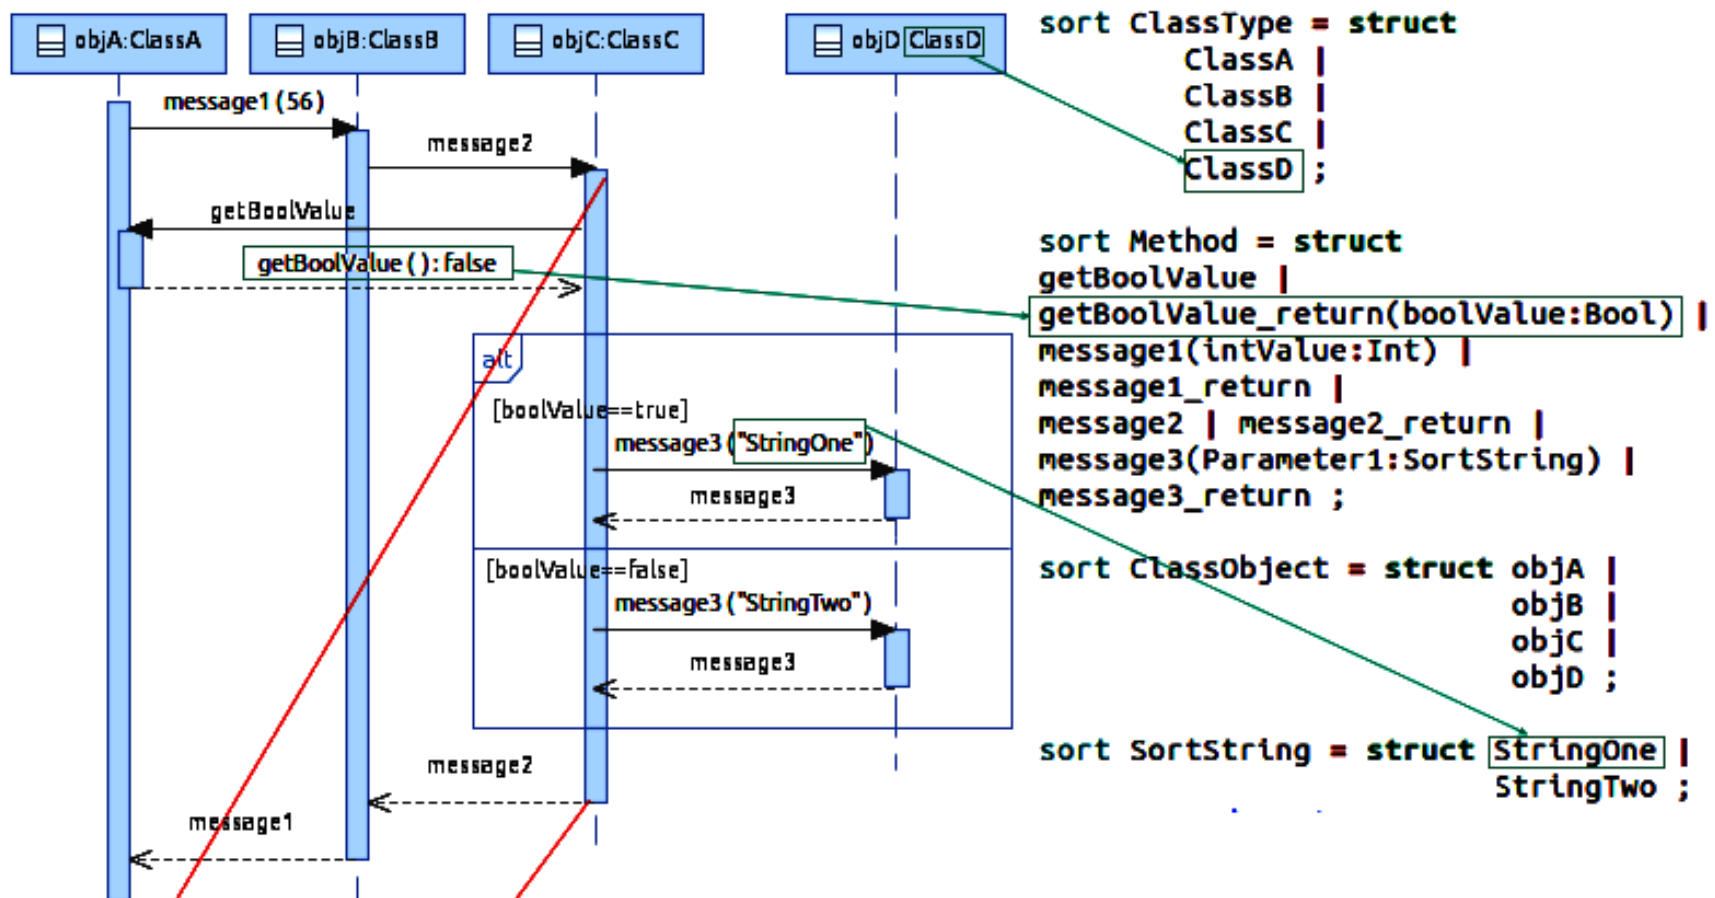 objA:ClassA
objB:ClassB
objC:ClassC
objD ClassD
message1(56)
message2
getBoolValue
getBoolValue():false
alt
[boolValue==true]
message3("StringOne")
message3
[boolValue==false]
message3("StringTwo")
message3
message2
message1
sort ClassType = struct
ClassA |
ClassB |
ClassC |
ClassD ;
sort Method = struct
getBoolValue |
getBoolValue_return(boolValue:Bool) |
message1(intValue:Int) |
message1_return |
message2 | message2_return |
message3(Parameter1:SortString) |
message3_return ;
sort ClassObject = struct objA |
objB |
objC |
objD ;
sort SortString = struct StringOne |
StringTwo ;